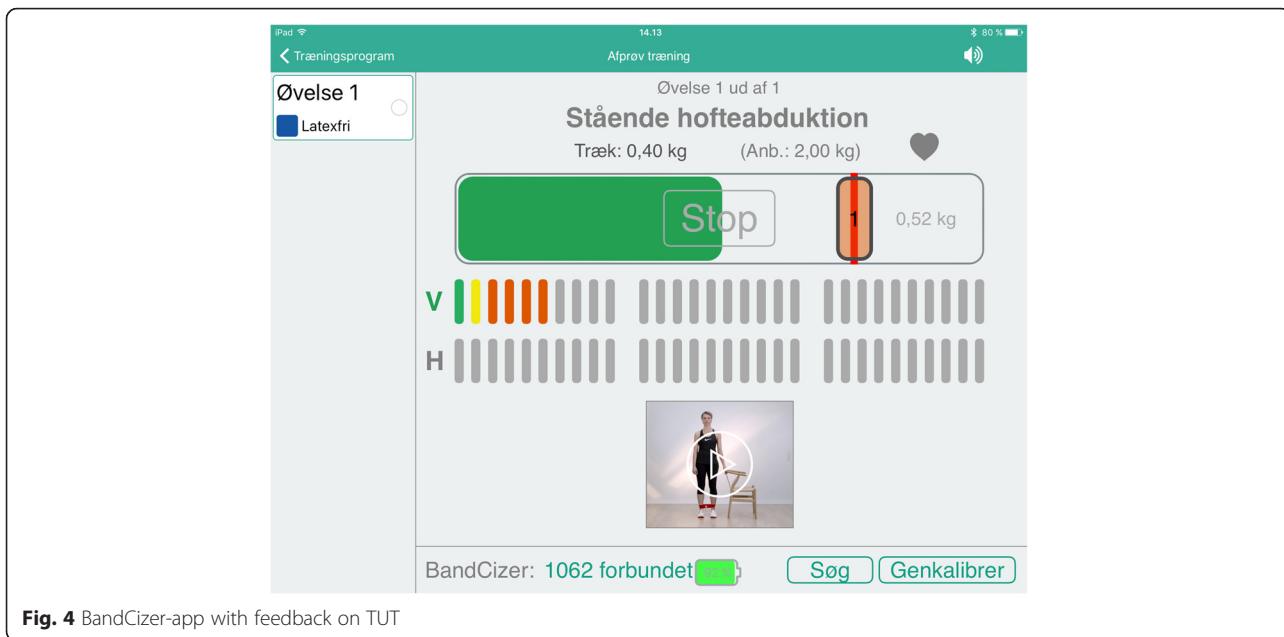 iPad 14.13 80 %
Træningsprogram Afprøv træning
Øvelse 1
Latexfri
Øvelse 1 ud af 1
Stående hofteabduktion
Træk: 0,40 kg (Anb.: 2,00 kg)
Stop 1 0,52 kg
V
H
BandCizer: 1062 forbundet Søg Genkalibrer
Fig. 4 BandCizer-app with feedback on TUT